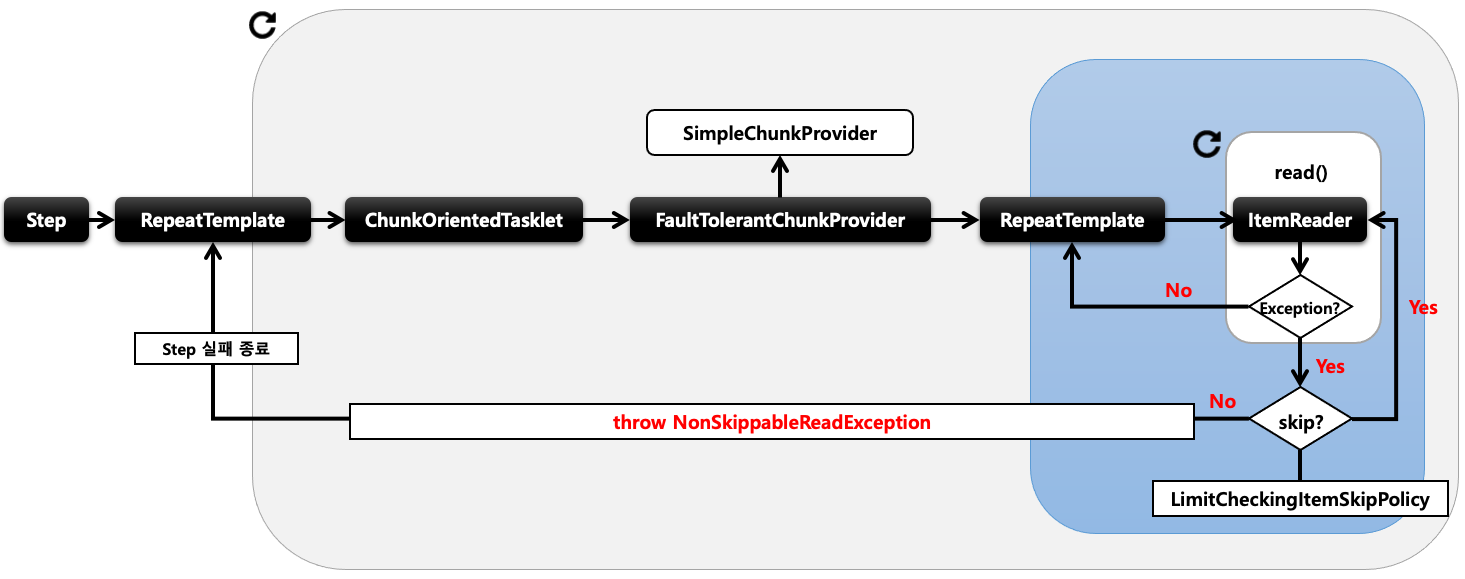 SimpleChunkProvider
read()
Step
RepeatTemplate
ChunkOrientedTasklet
FaultTolerantChunkProvider
RepeatTemplate
ItemReader
No
Exception?
Yes
Step 실패 종료
Yes
No
throw NonSkippableReadException
skip?
LimitCheckingItemSkipPolicy